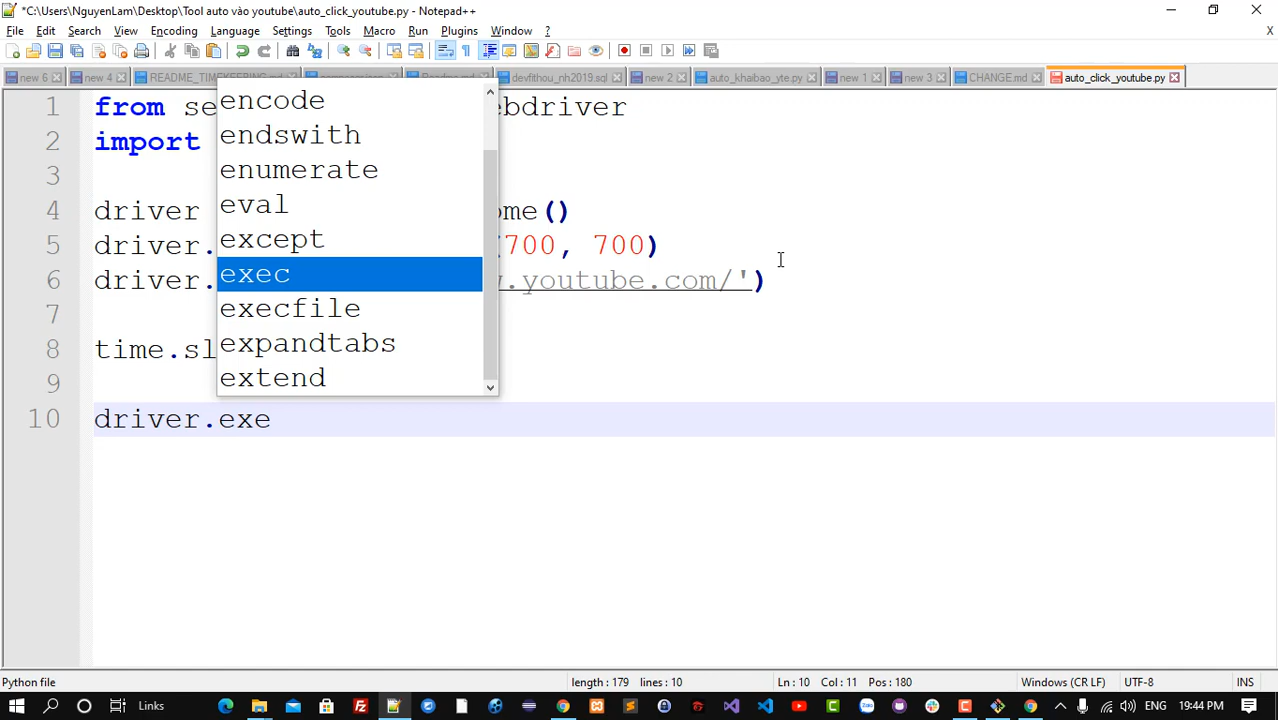 *C:\Users\NguyenLam\Desktop\Tool auto vào youtube\auto_click_youtube.py - Notepad++
File Edit Search View Encoding Language Settings Tools Macro Run Plugins Window ?
X
new 6 new 4 README_TIMEKEEPING.md Readme.md devfithou_nh2019.sql new 2 auto_khaibao_yte.py new 1 new 3 CHANGE.md auto_click_youtube.py
1 from se ebdriver
2 import
3
4 driver ome()
5 driver. (700, 700)
6 driver. w.youtube.com/')
7
8 time.sl
9
10 driver.exe
encode
endswith
enumerate
eval
except
exec
execfile
expandtabs
extend
Python file length : 179 lines : 10 Ln : 10 Col : 11 Pos : 180 Windows (CR LF) UTF-8 INS
Links ENG 19:44 PM